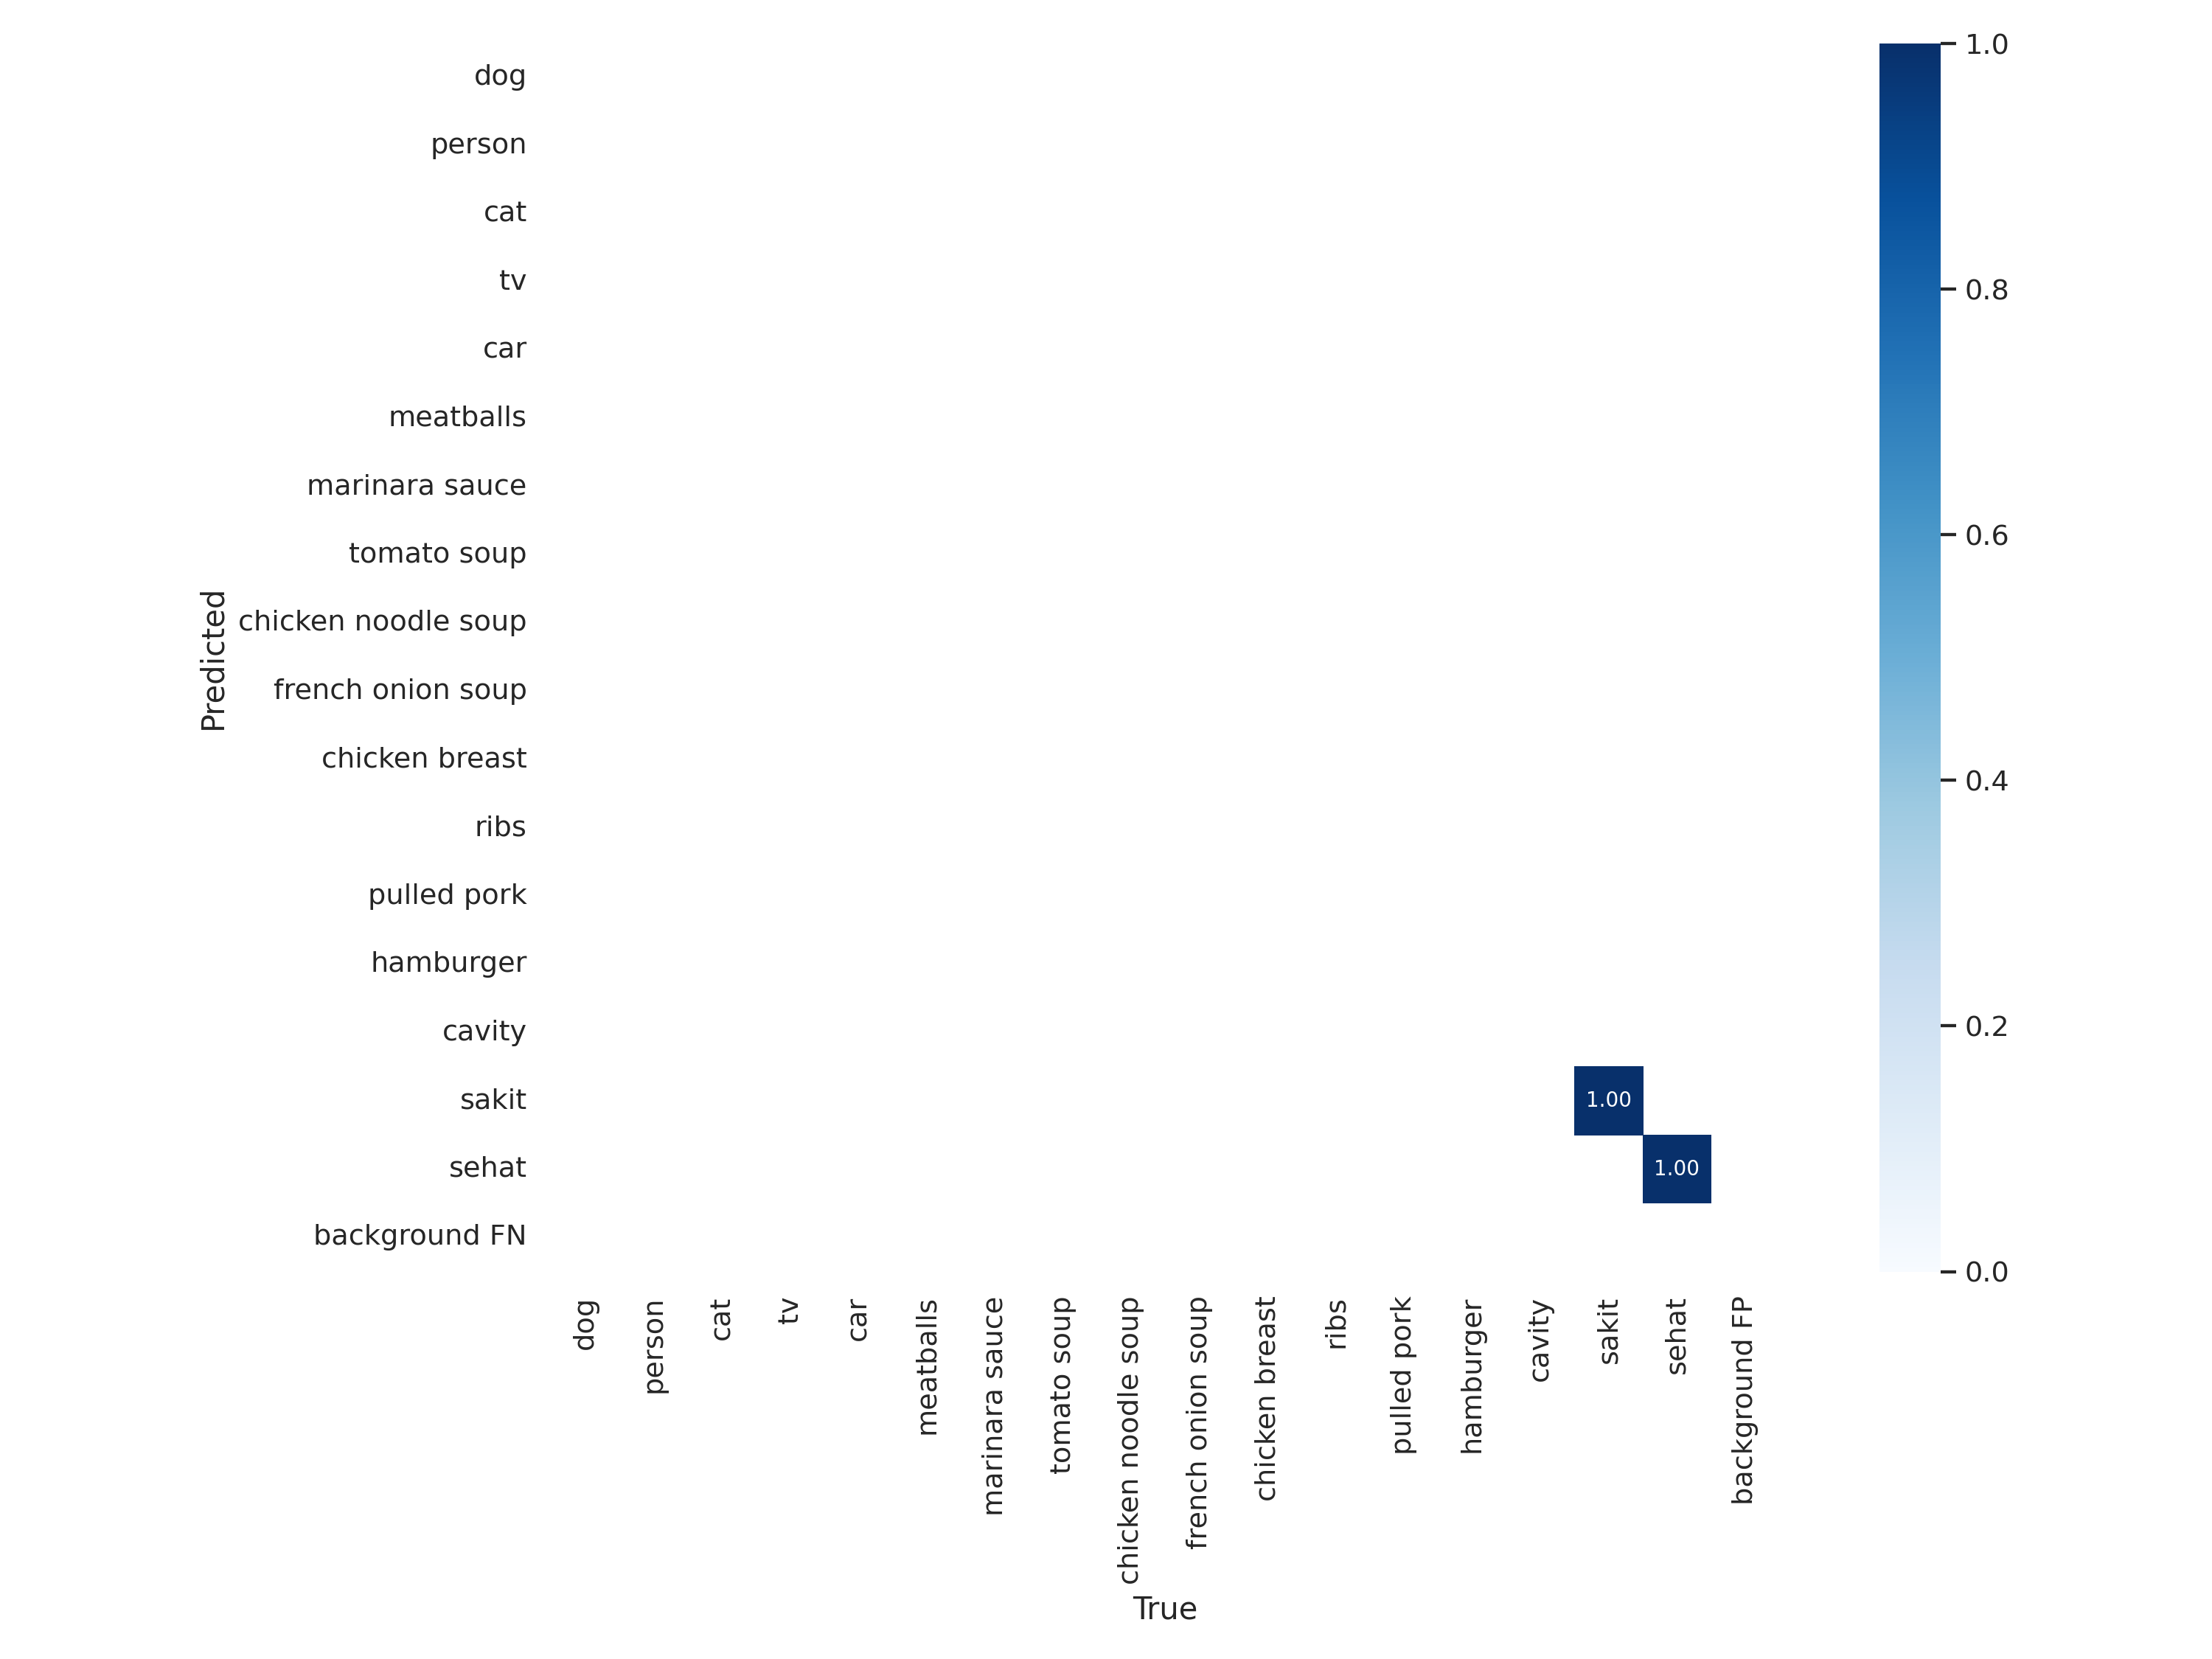 dog
person
cat
tv
car
meatballs
marinara sauce
tomato soup
chicken noodle soup
french onion soup
chicken breast
ribs
pulled pork
hamburger
cavity
sakit
sehat
background FN
Predicted
1.00
1.00
dog
person
cat
tv
car
meatballs
marinara sauce
tomato soup
chicken noodle soup
french onion soup
chicken breast
ribs
pulled pork
hamburger
cavity
sakit
sehat
background FP
True
1.0
0.8
0.6
0.4
0.2
0.0